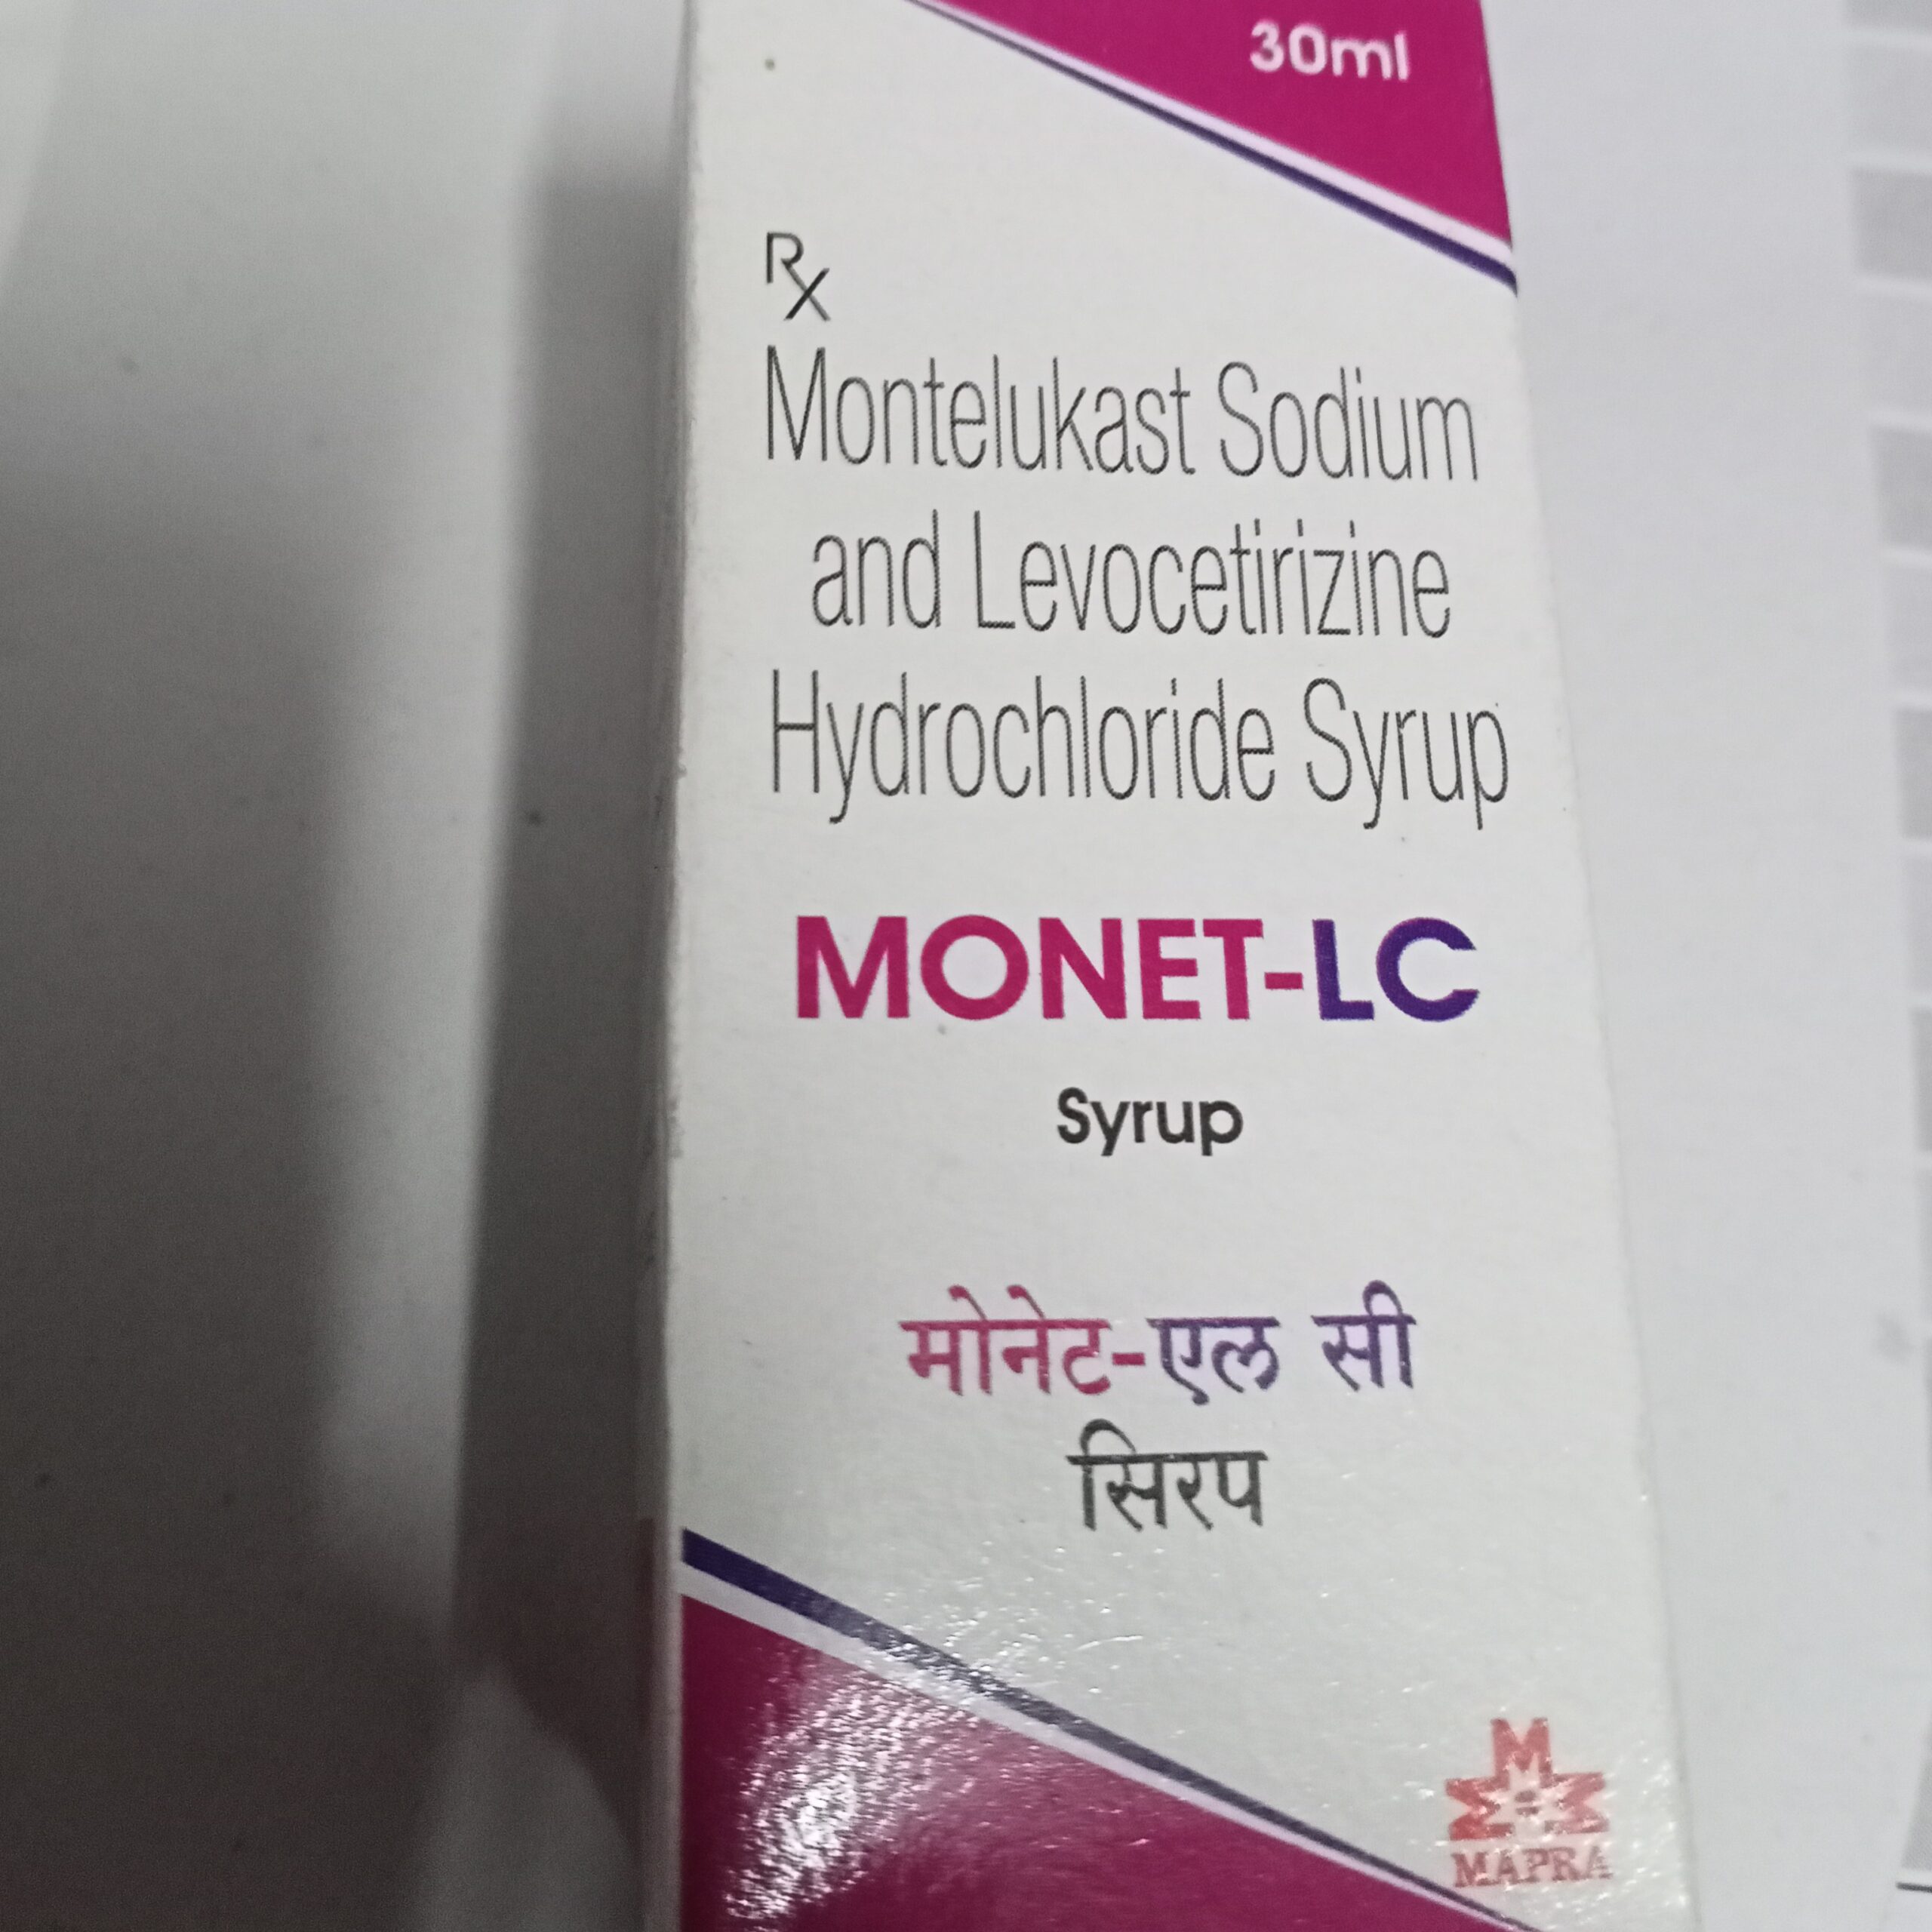 30ml
Rx
Montelukast Sodium
and Levocetirizine
Hydrochloride Syrup
MONET-LC
Syrup
मोनेट-एल सी
सिरप
M
MAPRA